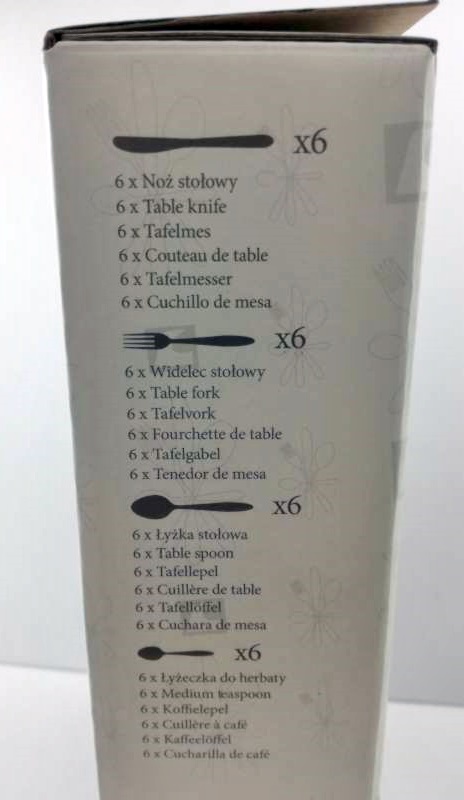 x6
6 x Noż stołowy
6 x Table knife
6 x Tafelmes
6 x Couteau de table
6 x Tafelmesser
6 x Cuchillo de mesa
x6
6 x Widelec stołowy
6 x Table fork
6 x Tafelvork
6 x Fourchette de table
6 x Tafelgabel
6 x Tenedor de mesa
x6
6 x Łyżka stołowa
6 x Table spoon
6 x Tafellepel
6 x Cuillère de table
6 x Tafellöffel
6 x Cuchara de mesa
x6
6 x Łyżeczka do herbaty
6 x Medium teaspoon
6 x Koffielepel
6 x Cuillère à café
6 x Kaffeelöffel
6 x Cucharilla de café